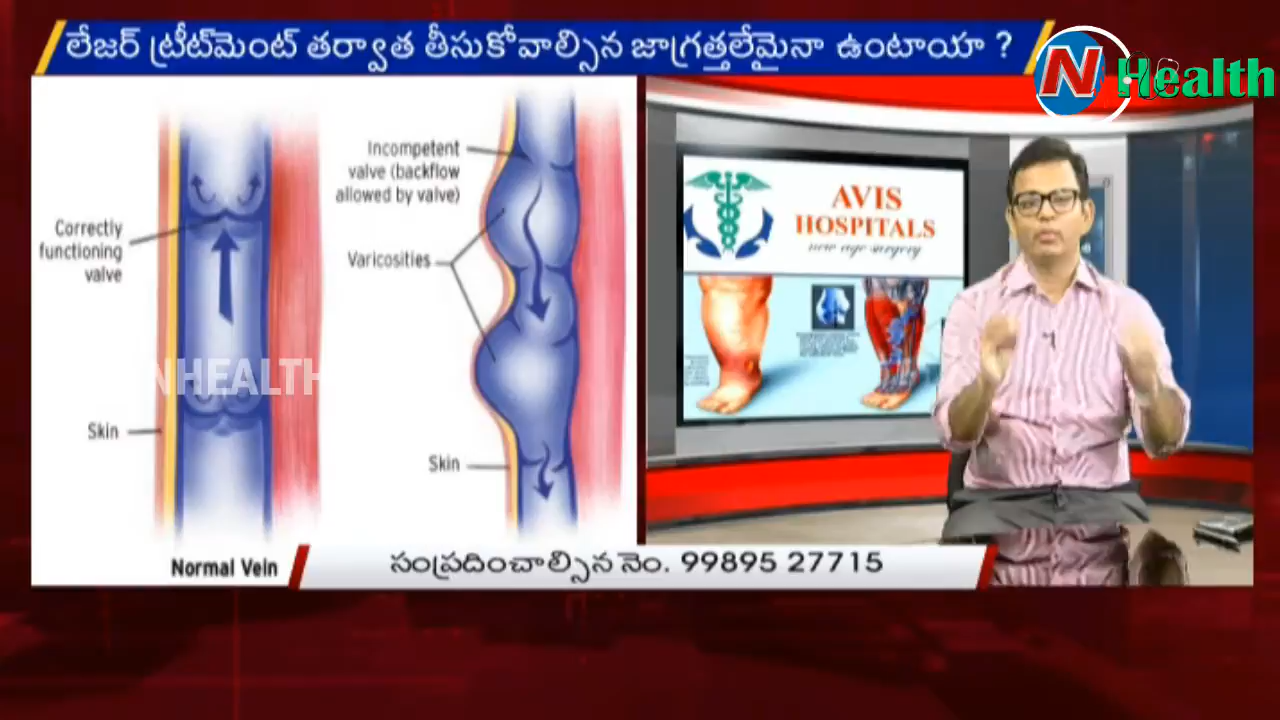 లేజర్ ట్రీట్‌మెంట్ తర్వాత తీసుకోవాల్సిన జాగ్రత్తలేమైనా ఉంటాయా ?
N Health
Correctly
functioning
valve
Skin
Normal Vein
Incompetent
valve (backflow
allowed by valve)
Varicosities
Skin
NHEALTH
AVIS
HOSPITALS
new age surgery
సంప్రదించాల్సిన నెం. 99895 27715